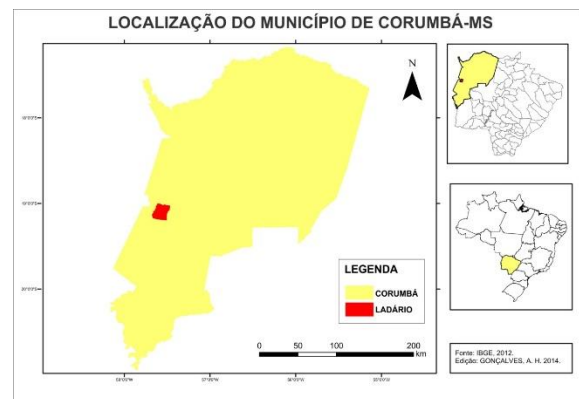 LOCALIZAÇÃO DO MUNICÍPIO DE CORUMBÁ-MS
N
LEGENDA
CORUMBÁ
LADÁRIO
0 50 100 200
km
Fonte: IBGE, 2012.
Edição: GONÇALVES, A. H. 2014.